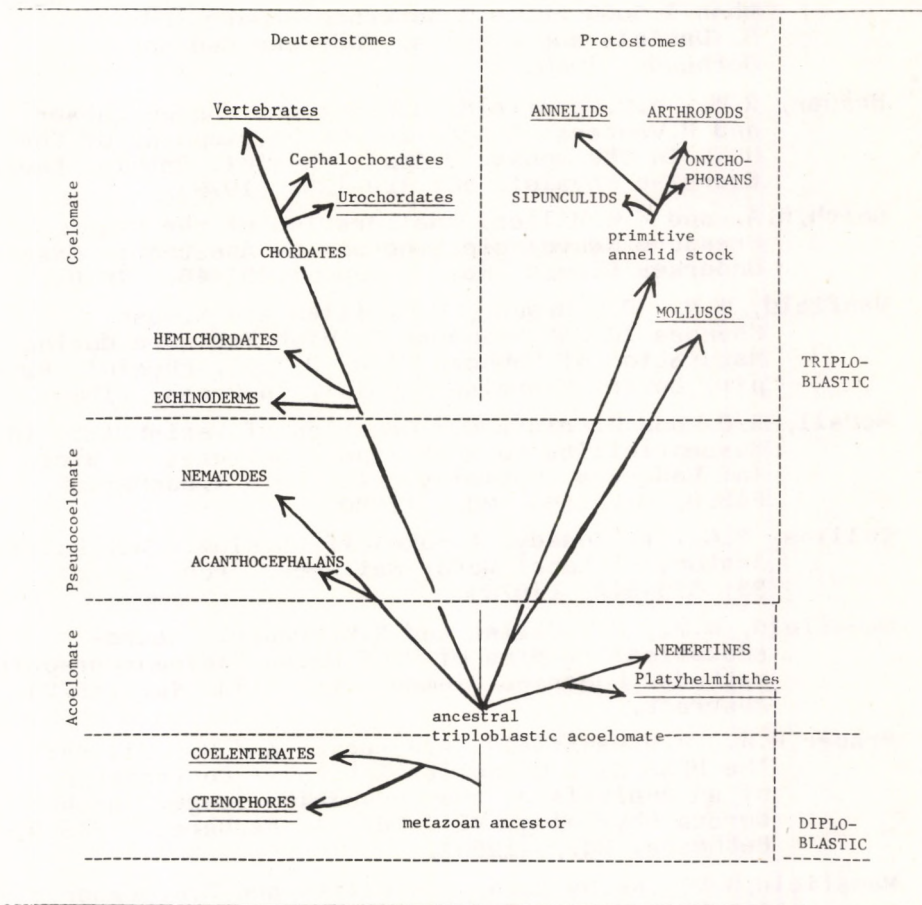 Deuterostomes
Protostomes
Vertebrates
ANNELIDS
ARTHROPODS
Cephalochordates
ONYCHO-
PHORANS
Urochordates
SIPUNCULIDS
Coelomate
CHORDATES
primitive
annelid stock
MOLLUSCS
HEMICHORDATES
TRIPLO-
BLASTIC
ECHINODERMS
Pseudocoelomate
NEMATODES
ACANTHOCEPHALANS
Acoelomate
NEMERTINES
Platyhelminthes
ancestral
triploblastic acoelomate
COELENTERATES
CTENOPHORES
metazoan ancestor
DIPLO-
BLASTIC